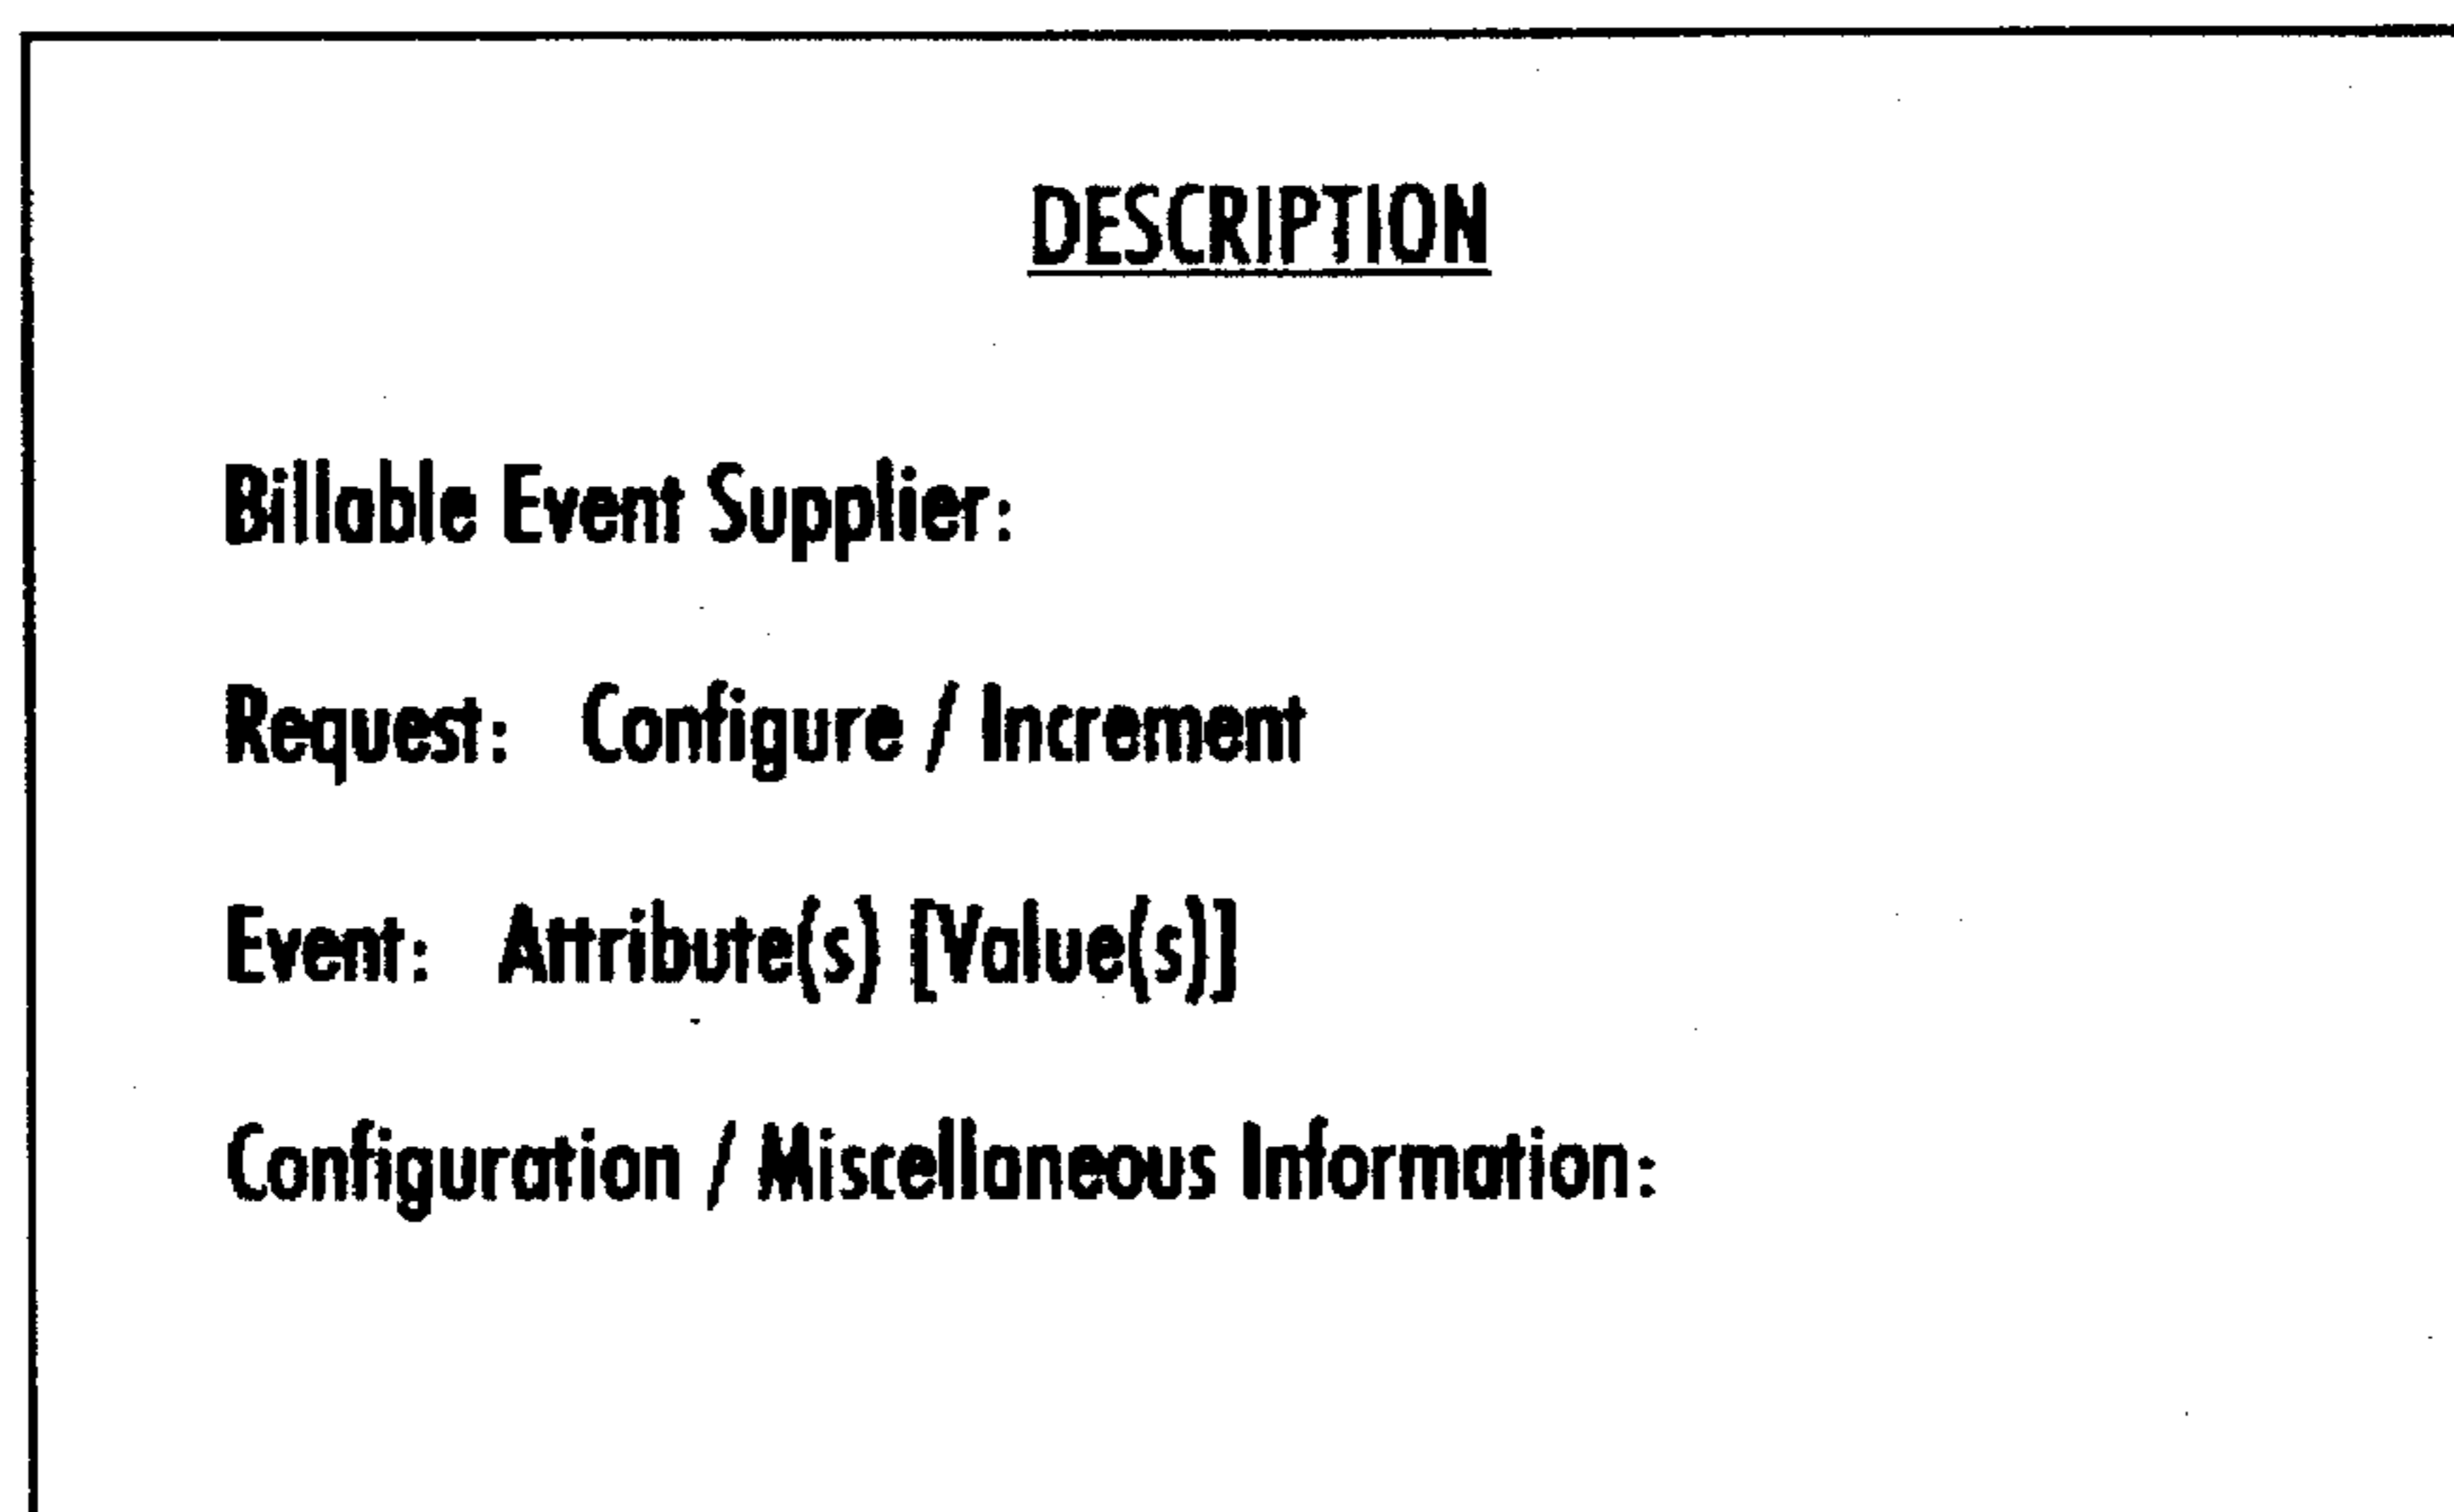 DESCRIPTION
Billable Event Supplier:
Request: Configure / Increment
Event: Attribute(s) [Value(s)]
Configuration / Miscellaneous Information: